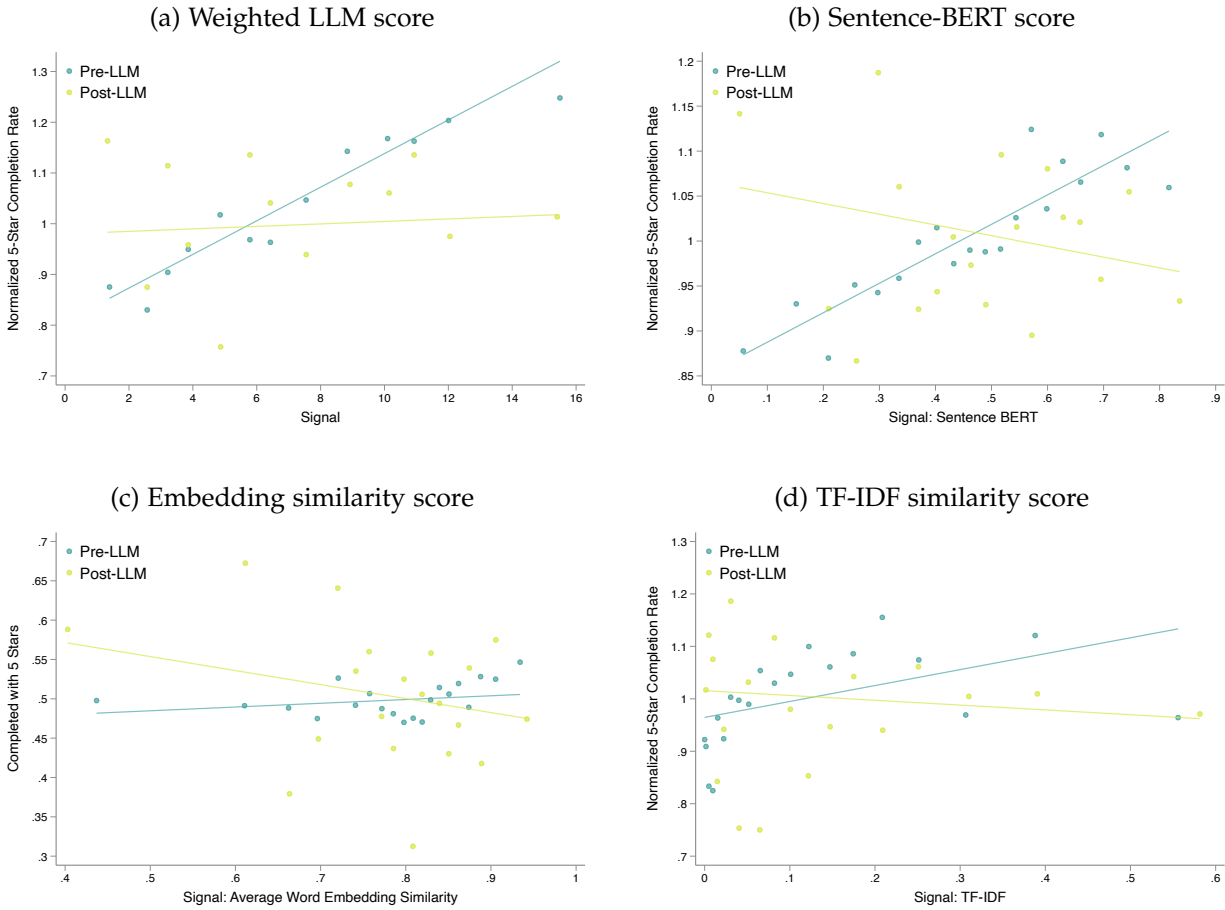 (a) Weighted LLM score
Normalized 5-Star Completion Rate
1.3
1.2
1.1
1
.9
.8
.7
Pre-LLM
Post-LLM
0 2 4 6 8 10 12 14 16
Signal
(b) Sentence-BERT score
Normalized 5-Star Completion Rate
1.2
1.15
1.1
1.05
1
.95
.9
.85
Pre-LLM
Post-LLM
0 .1 .2 .3 .4 .5 .6 .7 .8 .9
Signal: Sentence BERT
(c) Embedding similarity score
Completed with 5 Stars
.7
.65
.6
.55
.5
.45
.4
.35
.3
Pre-LLM
Post-LLM
.4 .5 .6 .7 .8 .9 1
Signal: Average Word Embedding Similarity
(d) TF-IDF similarity score
Normalized 5-Star Completion Rate
1.3
1.2
1.1
1
.9
.8
.7
Pre-LLM
Post-LLM
0 .1 .2 .3 .4 .5 .6
Signal: TF-IDF